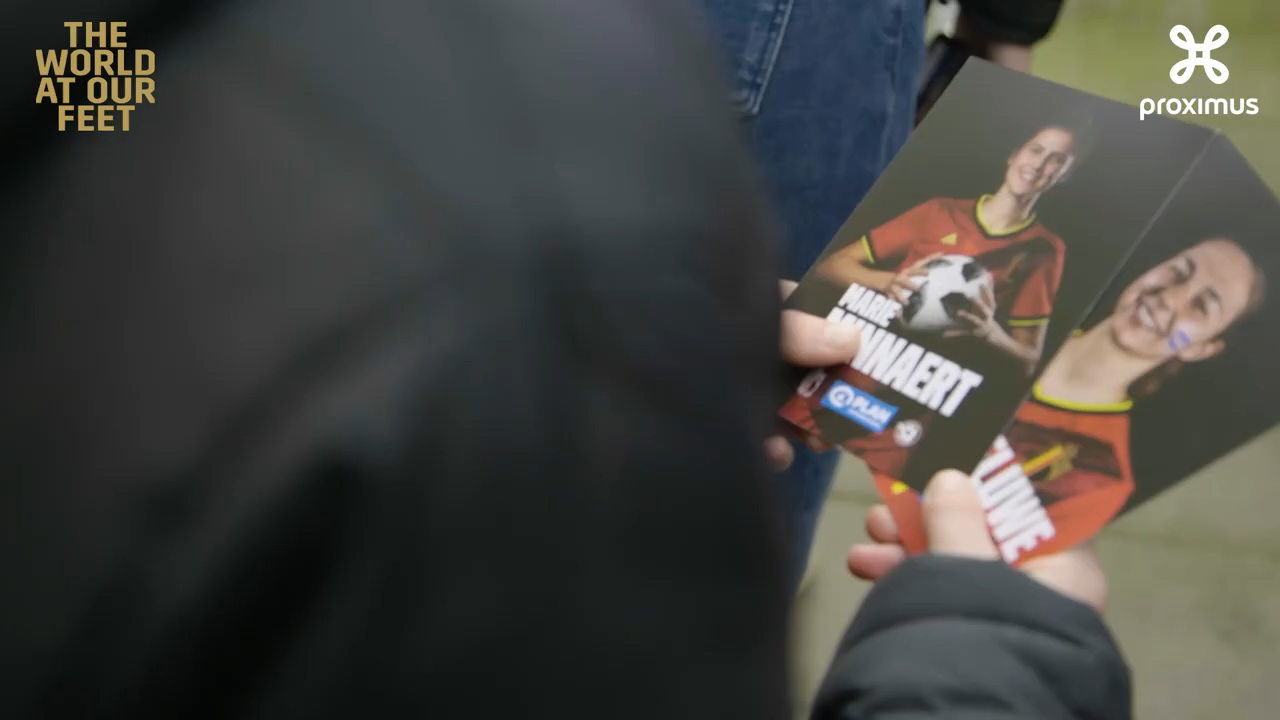 THE
WORLD
AT OUR
FEET
proximus
MARIE
MINNAERT
PLAN